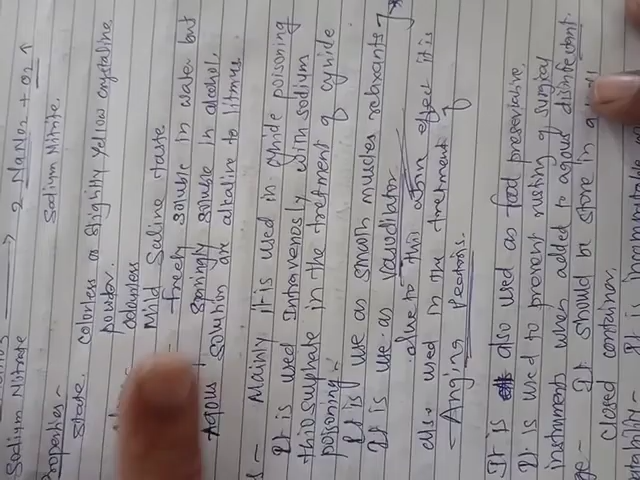 → 2 NaNO2 + O2 ↑
Sodium Nitrate Sodium Nitrite.
Properties -
State. Colorless or slightly yellow crystalline
powder.
odourless
Mild Saline taste
- freely soluble in water but
sparingly soluble in alcohol.
Aqous solution are alkaline to litmus
- Mainly it is used in cynide poisoning
It is used Intravenously with sodium
thiosulphate in the treatment of cynide
poisoning.
It is use as smooth muscles relaxants
It is use as vasodilator
due to this above effect it is
also used in the treatment of
- Angina Pectoris.
It is also used as food preservative.
It is used to prevent rusting of surgical
instruments when added to aqous disinfectant.
ge - It should be store in a
closed container.